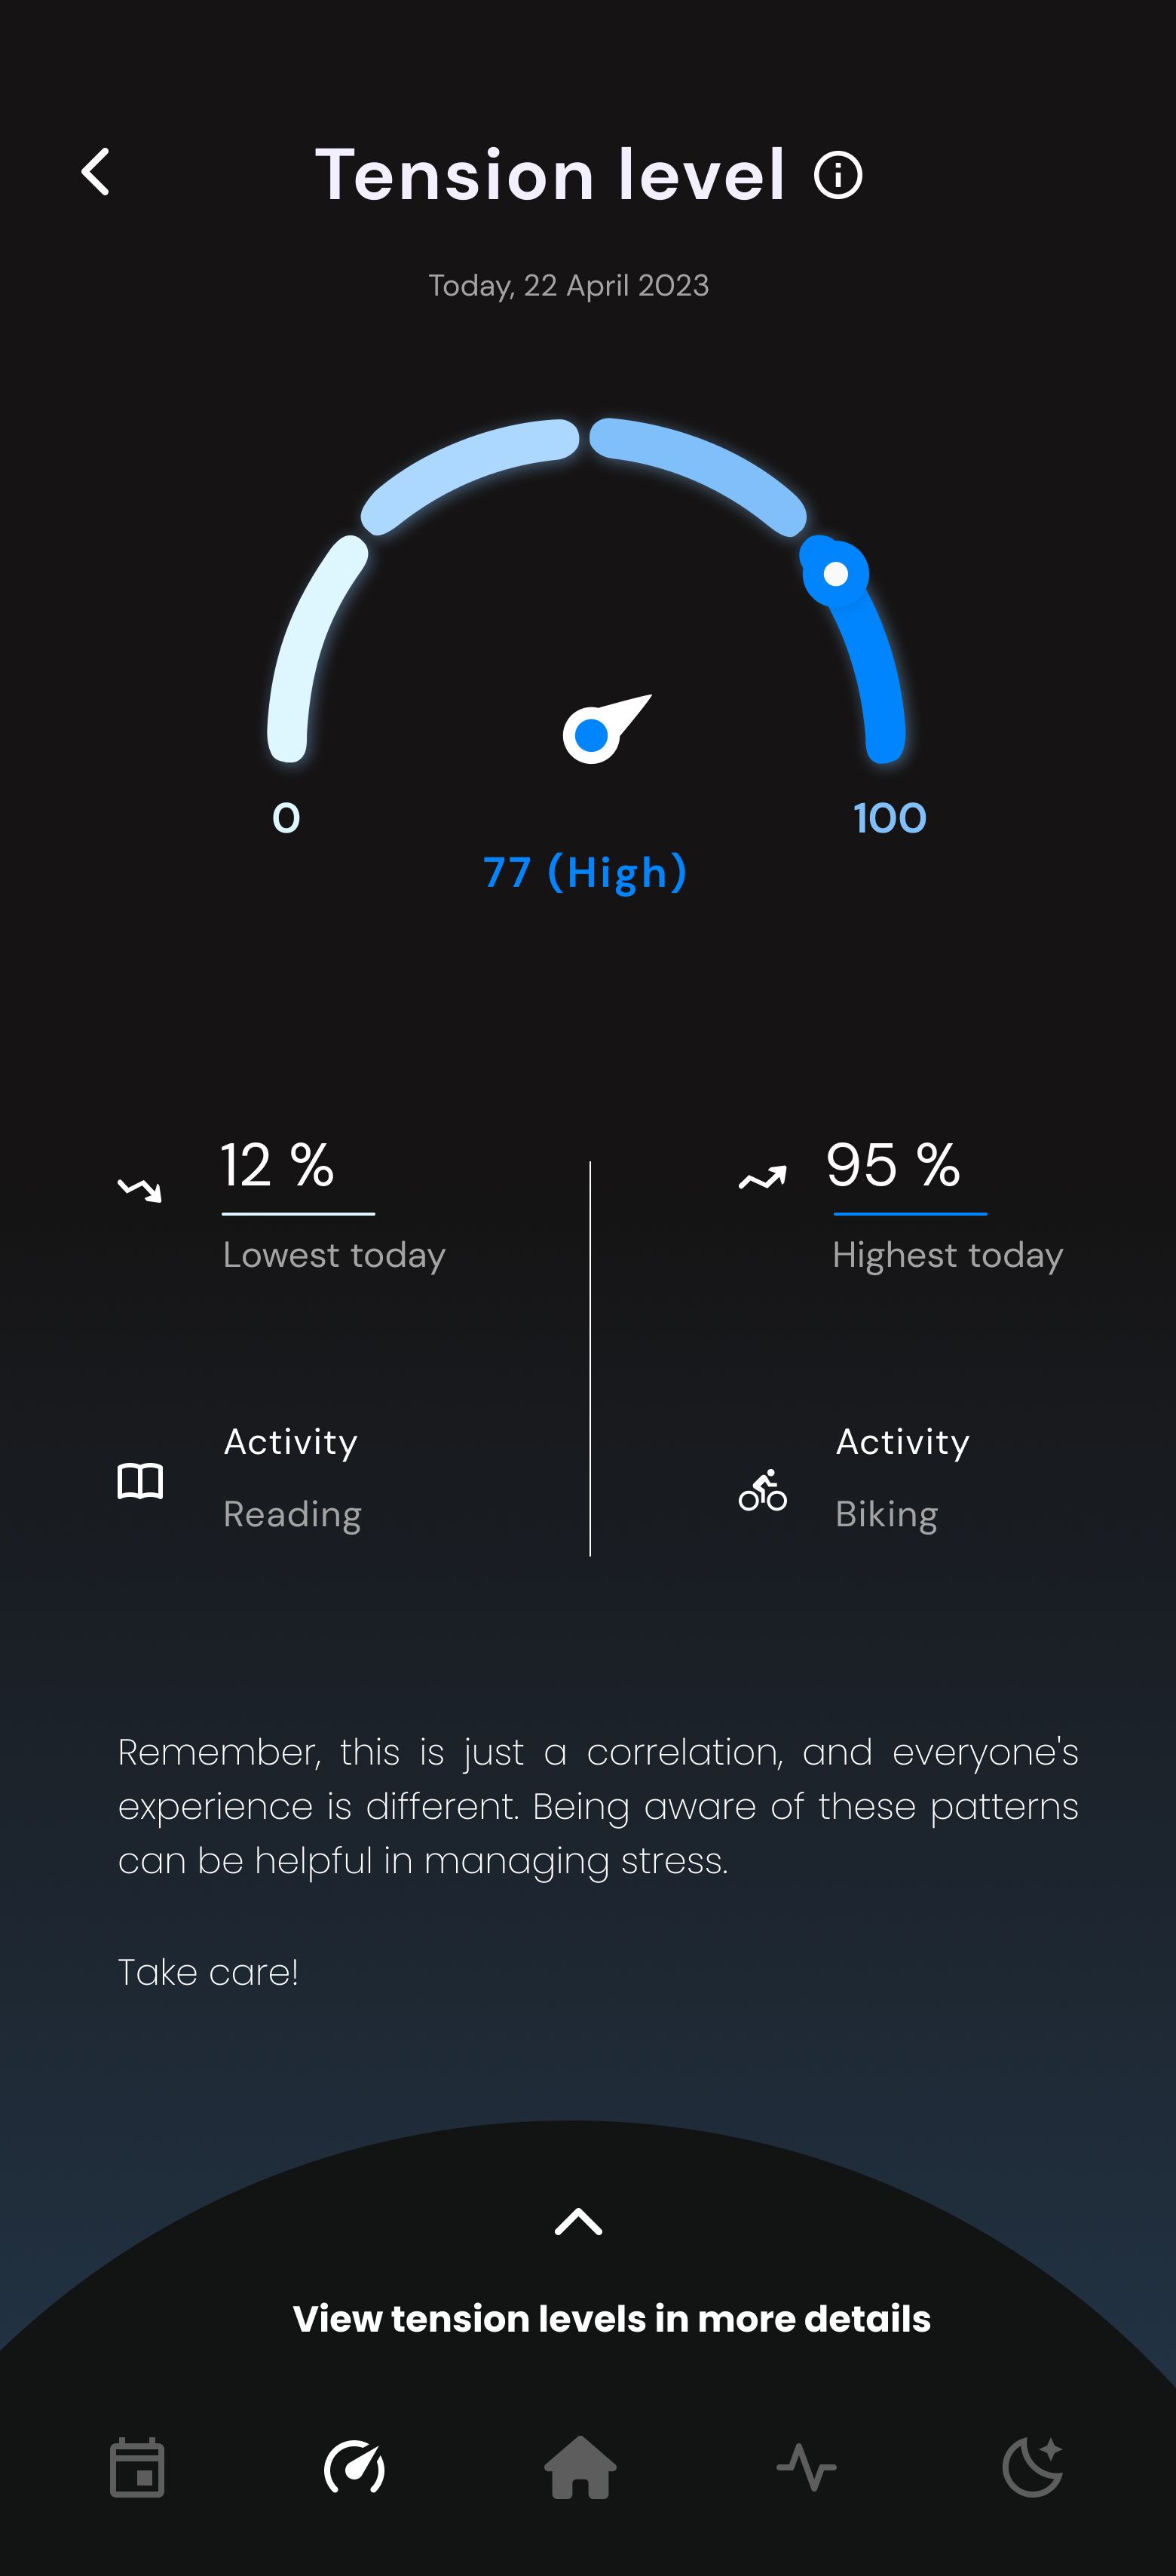 Tension level
Today, 22 April 2023
0
100
77 (High)
12 %
95 %
Lowest today
Highest today
Activity
Activity
Reading
Biking
Remember, this is just a correlation, and everyone's
experience is different. Being aware of these patterns
can be helpful in managing stress.
Take care!
View tension levels in more details